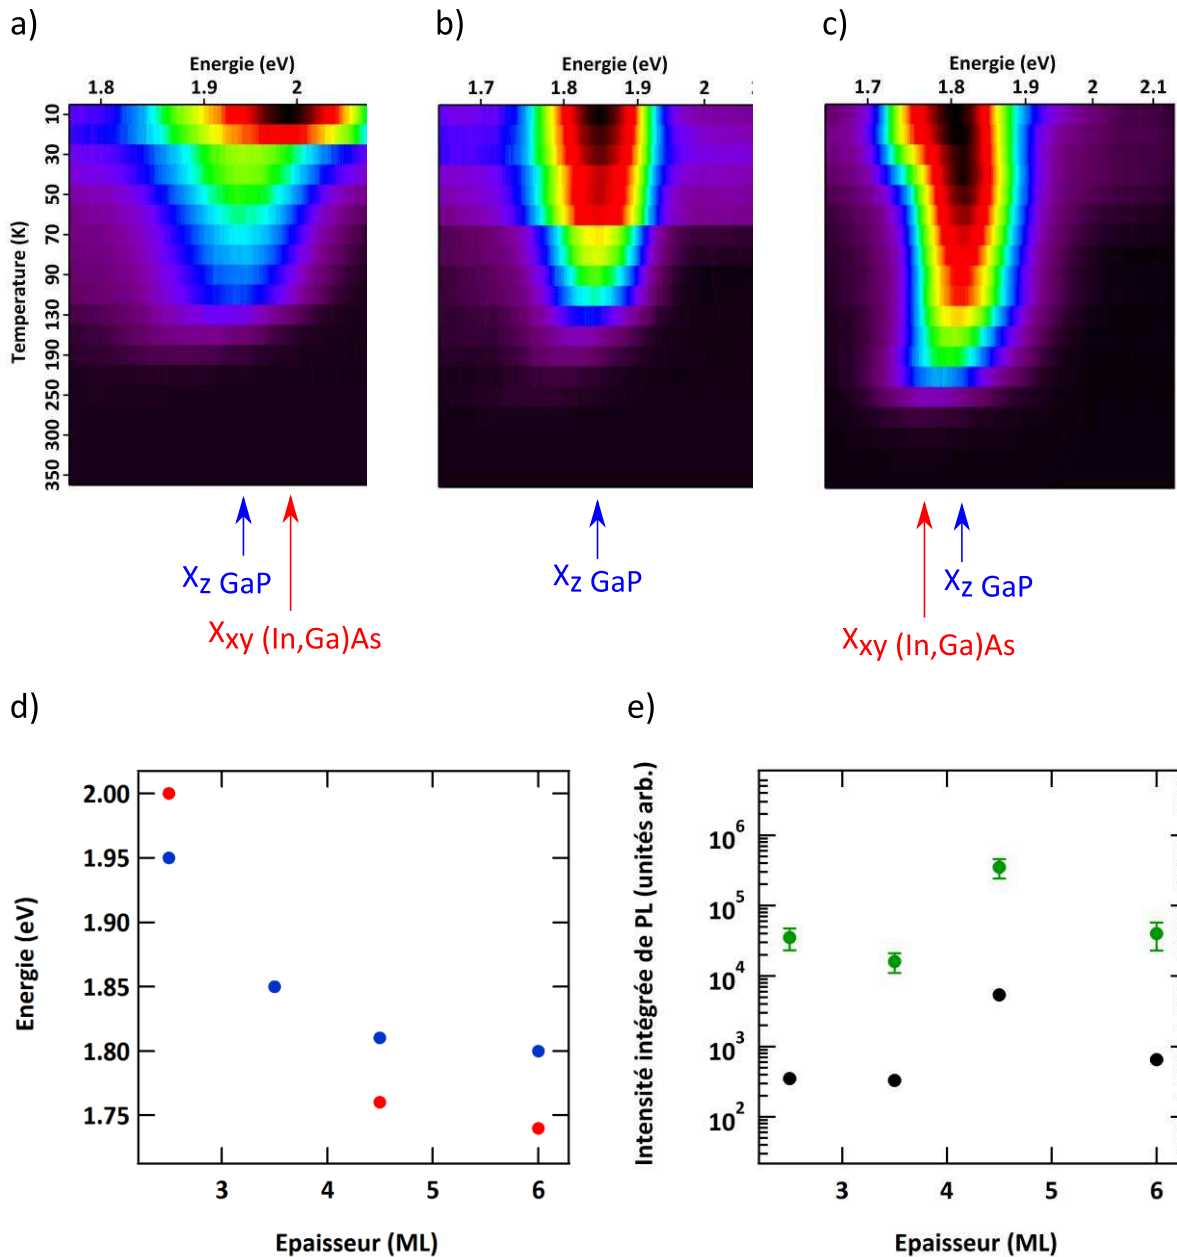 a)
b)
c)
Energie (eV)
Energie (eV)
Energie (eV)
1.8 1.9 2
1.7 1.8 1.9 2
1.7 1.8 1.9 2 2.1
Temperature (K)
10
30
50
70
90
130
190
250
300
350
Xz GaP
Xxy (In,Ga)As
Xz GaP
Xz GaP
Xxy (In,Ga)As
d)
e)
Energie (eV)
2.00
1.95
1.90
1.85
1.80
1.75
3 4 5 6
Epaisseur (ML)
Intensité intégrée de PL (unités arb.)
10^6
10^5
10^4
10^3
10^2
3 4 5 6
Epaisseur (ML)